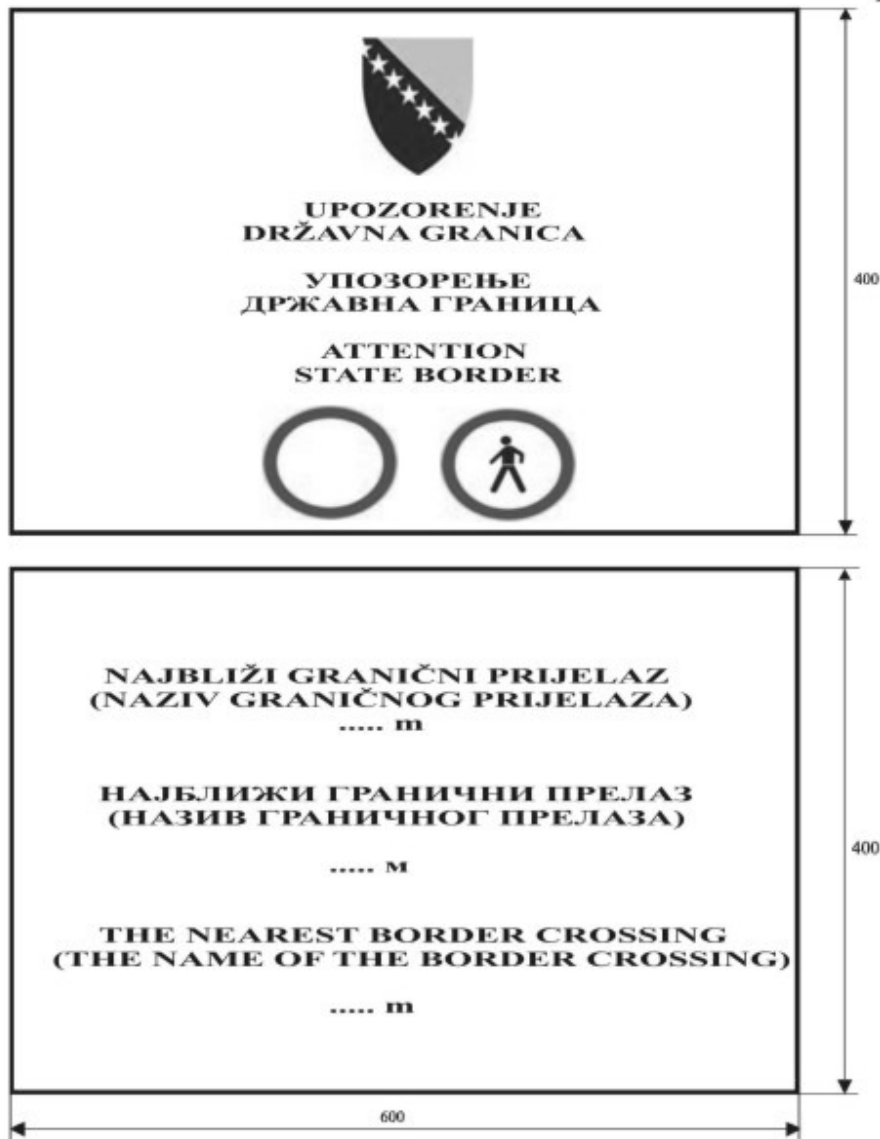 UPOZORENJE
DRŽAVNA GRANICA
УПОЗОРЕЊЕ
ДРЖАВНА ГРАНИЦА
ATTENTION
STATE BORDER
400
NAJBLIŽI GRANIČNI PRIJELAZ
(NAZIV GRANIČNOG PRIJELAZA)
..... m
НАЈБЛИЖИ ГРАНИЧНИ ПРЕЛАЗ
(НАЗИВ ГРАНИЧНОГ ПРЕЛАЗА)
..... м
400
THE NEAREST BORDER CROSSING
(THE NAME OF THE BORDER CROSSING)
..... m
600